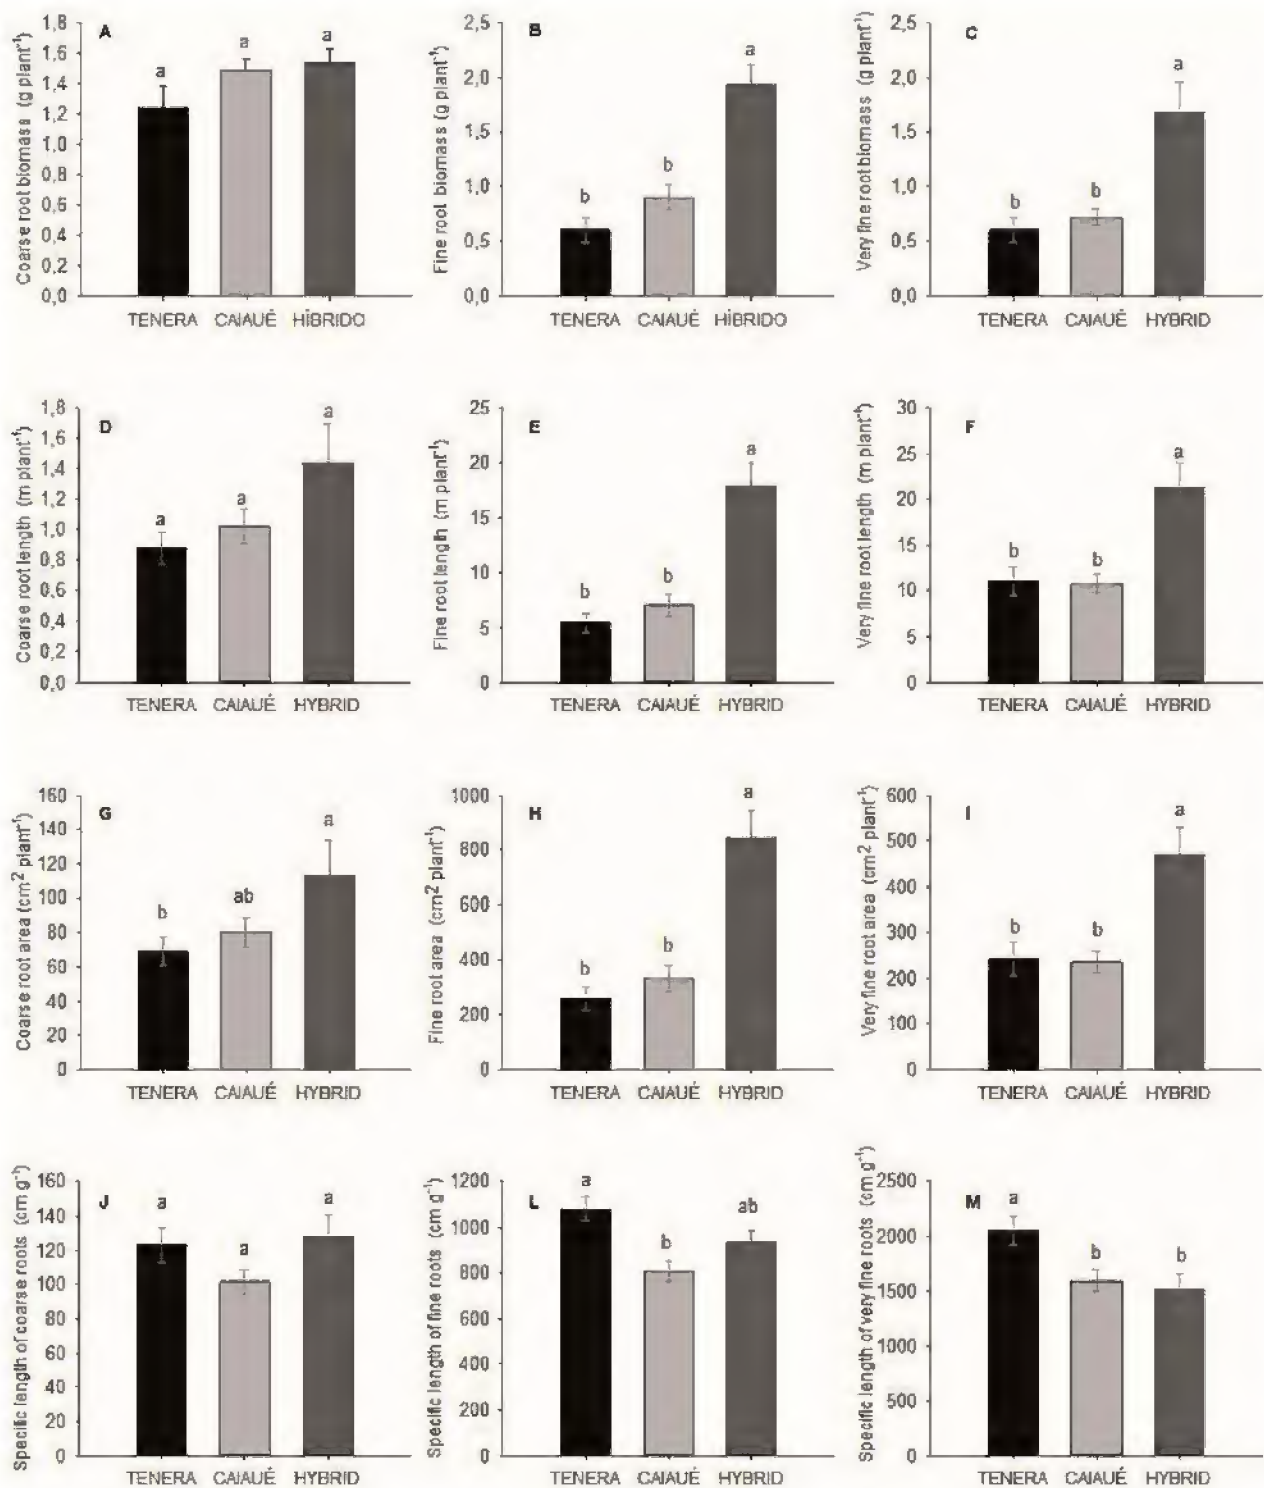 A
Coarse root biomass (g plant⁻¹)
1,8
1,6
1,4
1,2
1,0
0,8
0,6
0,4
0,2
0,0
a
a
a
TENERA CAIAUÉ HÍBRIDO
B
Fine root biomass (g plant⁻¹)
2,5
2,0
1,5
1,0
0,5
0,0
b
b
a
TENERA CAIAUÉ HÍBRIDO
C
Very fine root biomass (g plant⁻¹)
2,5
2,0
1,5
1,0
0,5
0,0
b
b
a
TENERA CAIAUÉ HYBRID
D
Coarse root length (m plant⁻¹)
1,8
1,6
1,4
1,2
1,0
0,8
0,6
0,4
0,2
0,0
a
a
a
TENERA CAIAUÉ HYBRID
E
Fine root length (m plant⁻¹)
25
20
15
10
5
0
b
b
a
TENERA CAIAUÉ HYBRID
F
Very fine root length (m plant⁻¹)
30
25
20
15
10
5
0
b
b
a
TENERA CAIAUÉ HYBRID
G
Coarse root area (cm² plant⁻¹)
160
140
120
100
80
60
40
20
0
b
ab
a
TENERA CAIAUÉ HYBRID
H
Fine root area (cm² plant⁻¹)
1000
800
600
400
200
0
b
b
a
TENERA CAIAUÉ HYBRID
I
Very fine root area (cm² plant⁻¹)
600
500
400
300
200
100
0
b
b
a
TENERA CAIAUÉ HYBRID
J
Specific length of coarse roots (cm g⁻¹)
160
140
120
100
80
60
40
20
0
a
a
a
TENERA CAIAUÉ HYBRID
L
Specific length of fine roots (cm g⁻¹)
1200
1000
800
600
400
200
0
a
b
ab
TENERA CAIAUÉ HYBRID
M
Specific length of very fine roots (cm g⁻¹)
2500
2000
1500
1000
500
0
a
b
b
TENERA CAIAUÉ HYBRID